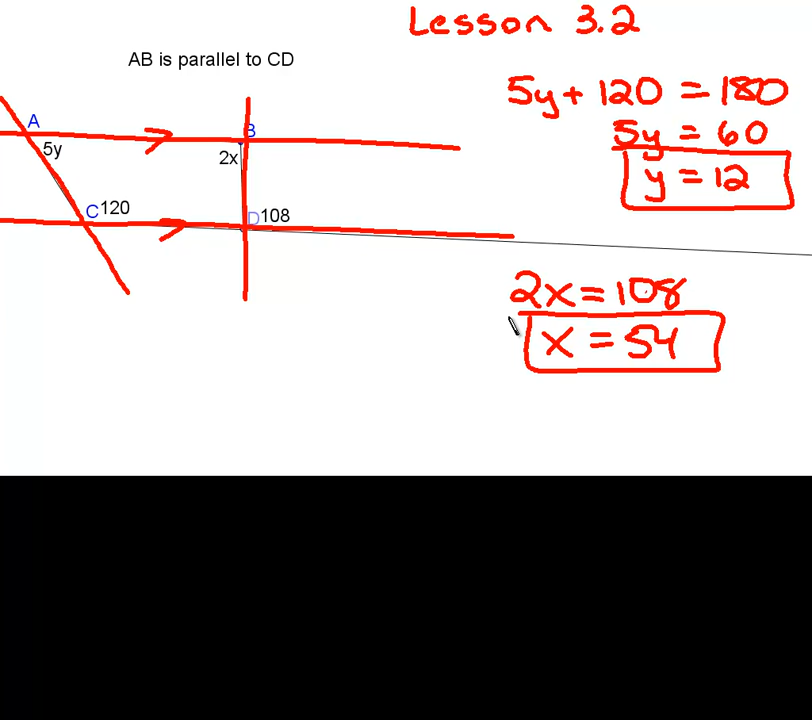 Lesson 3.2
AB is parallel to CD
5y + 120 = 180
5y = 60
y = 12
A
B
5y
2x
C 120
D 108
2x = 108
x = 54